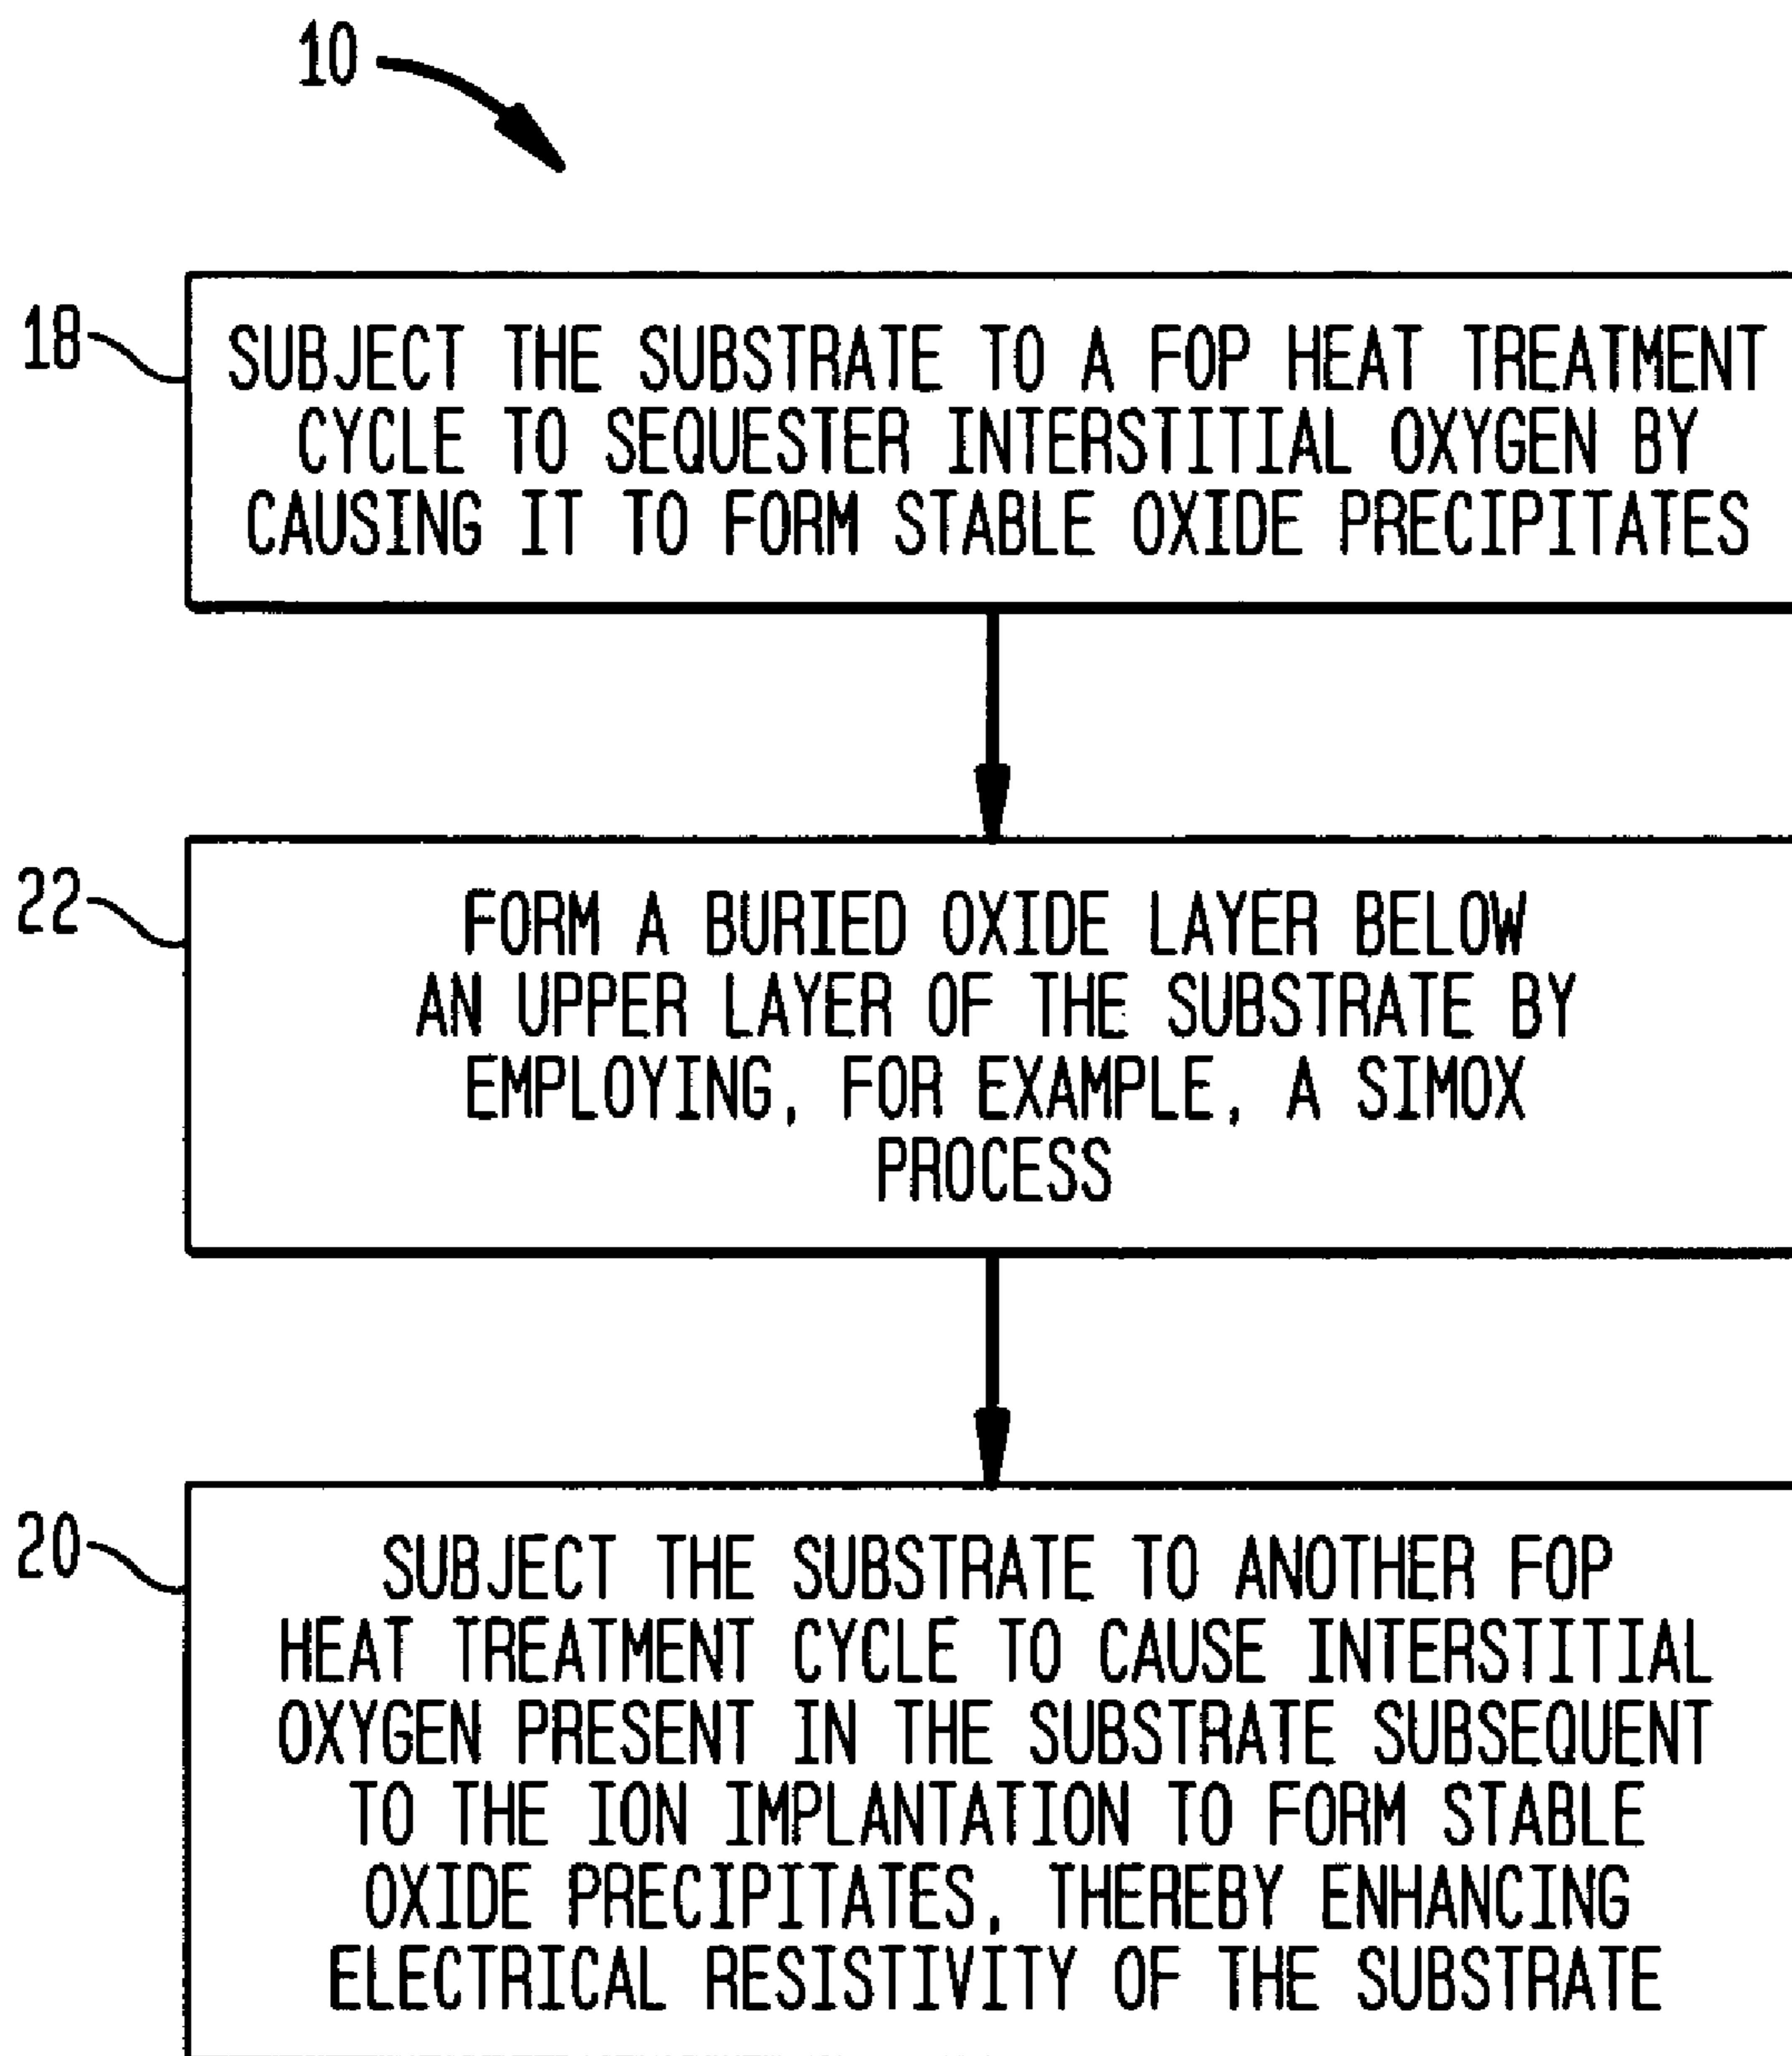 10
18
SUBJECT THE SUBSTRATE TO A FOP HEAT TREATMENT
CYCLE TO SEQUESTER INTERSTITIAL OXYGEN BY
CAUSING IT TO FORM STABLE OXIDE PRECIPITATES
22
FORM A BURIED OXIDE LAYER BELOW
AN UPPER LAYER OF THE SUBSTRATE BY
EMPLOYING, FOR EXAMPLE, A SIMOX
PROCESS
20
SUBJECT THE SUBSTRATE TO ANOTHER FOP
HEAT TREATMENT CYCLE TO CAUSE INTERSTITIAL
OXYGEN PRESENT IN THE SUBSTRATE SUBSEQUENT
TO THE ION IMPLANTATION TO FORM STABLE
OXIDE PRECIPITATES, THEREBY ENHANCING
ELECTRICAL RESISTIVITY OF THE SUBSTRATE